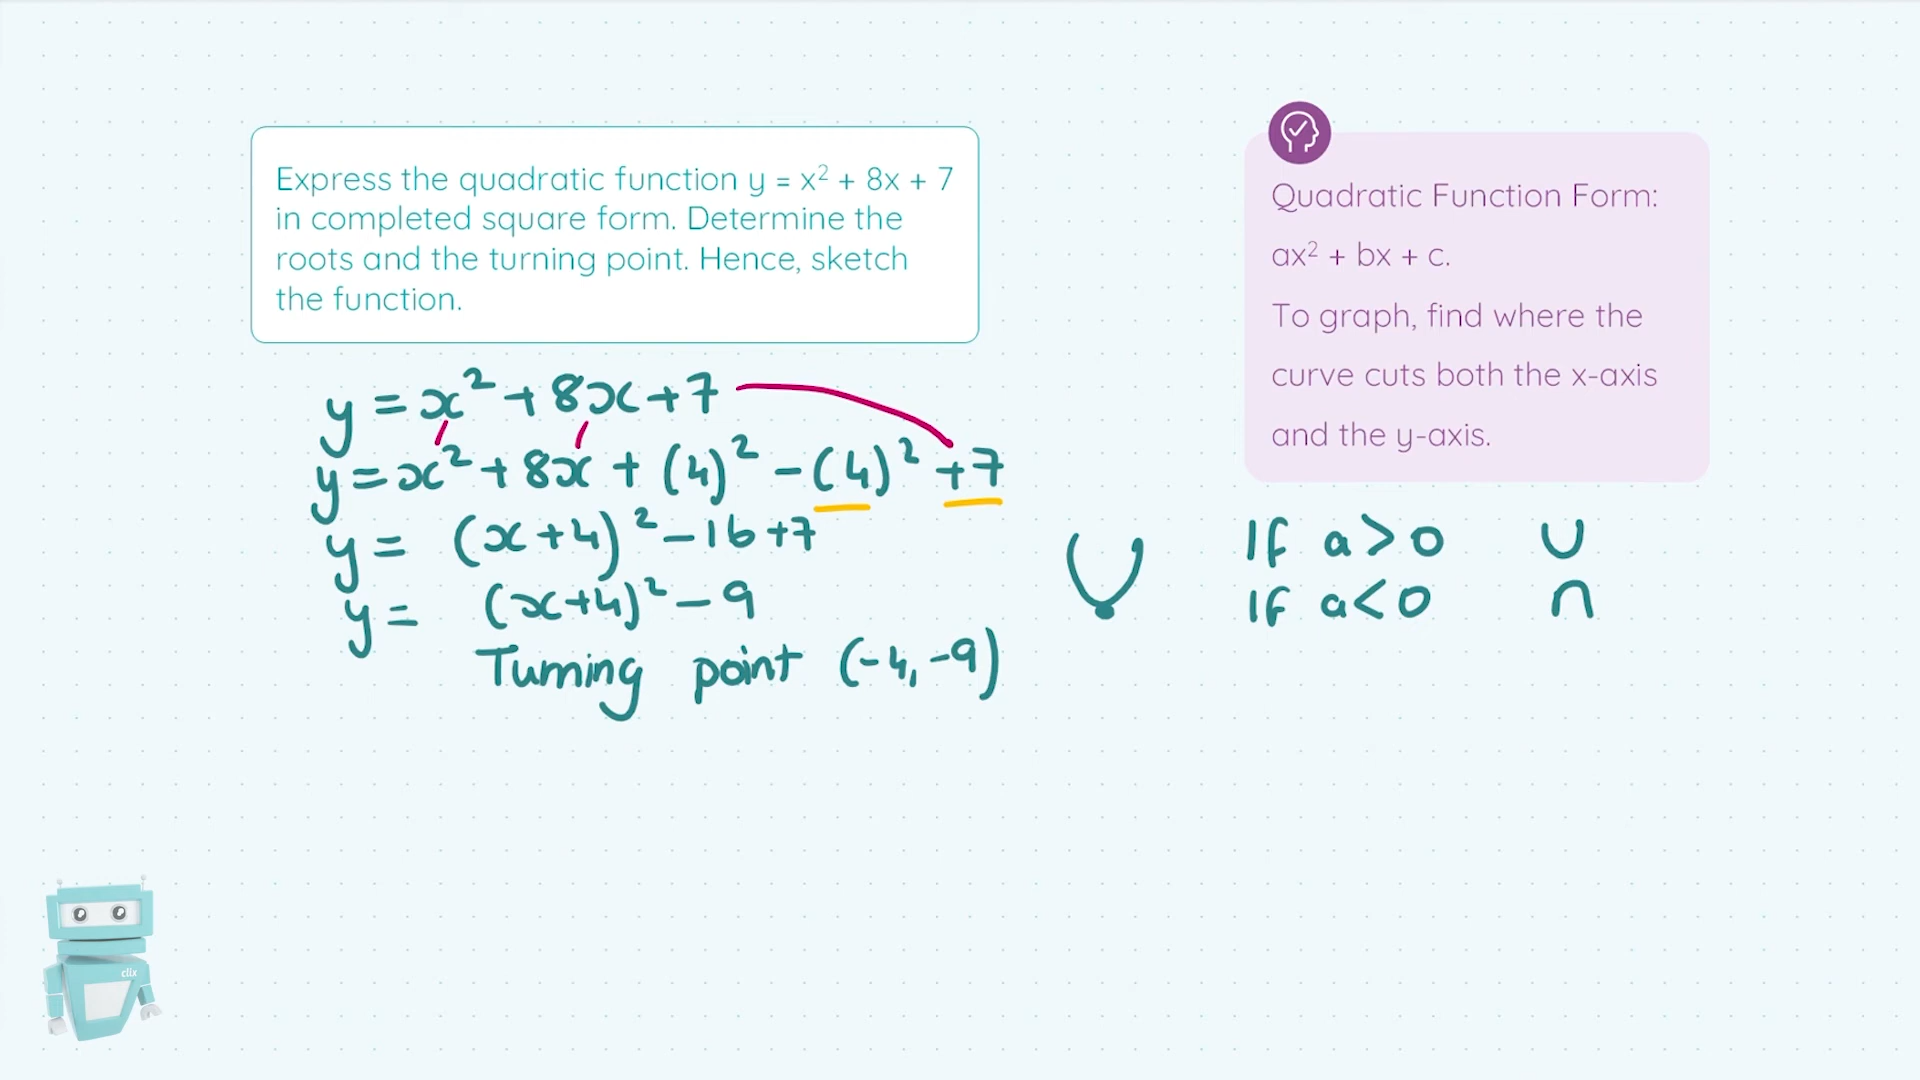 Express the quadratic function y = x² + 8x + 7
in completed square form. Determine the
roots and the turning point. Hence, sketch
the function.
Quadratic Function Form:
ax² + bx + c.
To graph, find where the
curve cuts both the x-axis
and the y-axis.
y = x² + 8x + 7
y = x² + 8x + (4)² - (4)² + 7
y = (x+4)² - 16 + 7
y = (x+4)² - 9
Turning point (-4, -9)
If a > 0 ∪
If a < 0 ∩
clix